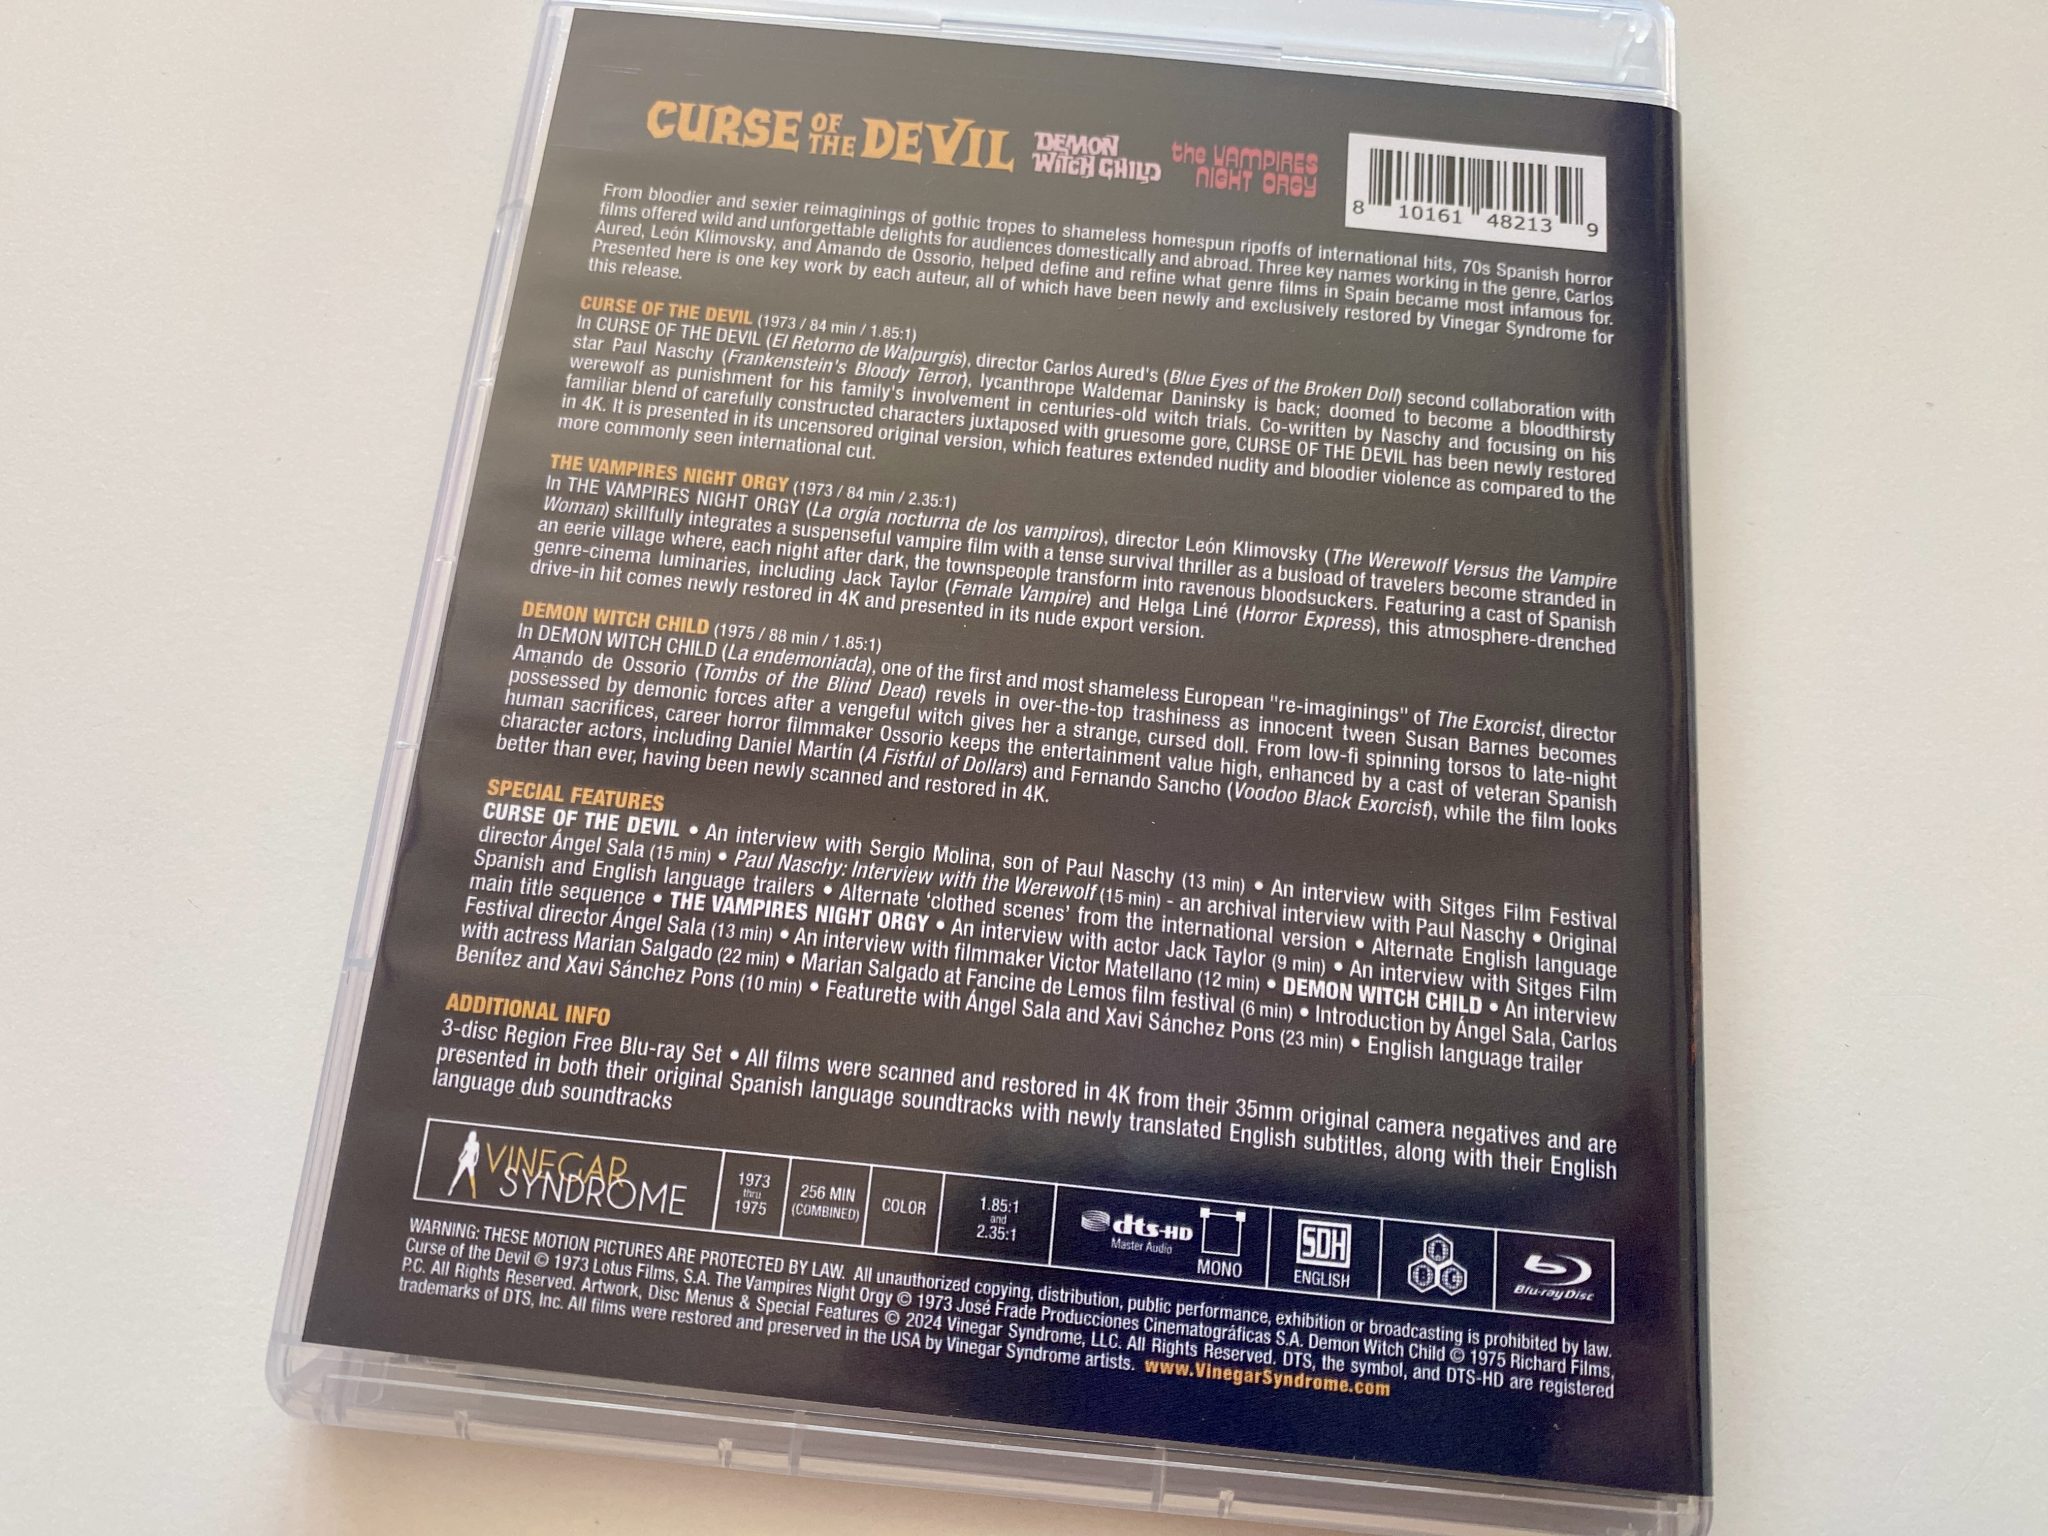 CURSE OF THE DEVIL
DEMON WITCH CHILD
the VAMPIRES NIGHT ORGY
8 10161 48213 9
From bloodier and sexier reimaginings of gothic tropes to shameless homespun ripoffs of international hits, 70s Spanish horror
films offered wild and unforgettable delights for audiences domestically and abroad. Three key names working in the genre, Carlos
Aured, León Klimovsky, and Amando de Ossorio, helped define and refine what genre films in Spain became most infamous for.
Presented here is one key work by each auteur, all of which have been newly and exclusively restored by Vinegar Syndrome for
this release.
CURSE OF THE DEVIL (1973 / 84 min / 1.85:1)
In CURSE OF THE DEVIL (El Retorno de Walpurgis), director Carlos Aured's (Blue Eyes of the Broken Doll) second collaboration with
star Paul Naschy (Frankenstein's Bloody Terror), lycanthrope Waldemar Daninsky is back; doomed to become a bloodthirsty
werewolf as punishment for his family's involvement in centuries-old witch trials. Co-written by Naschy and focusing on his
familiar blend of carefully constructed characters juxtaposed with gruesome gore, CURSE OF THE DEVIL has been newly restored
in 4K. It is presented in its uncensored original version, which features extended nudity and bloodier violence as compared to the
more commonly seen international cut.
THE VAMPIRES NIGHT ORGY (1973 / 84 min / 2.35:1)
In THE VAMPIRES NIGHT ORGY (La orgía nocturna de los vampiros), director León Klimovsky (The Werewolf Versus the Vampire
Woman) skillfully integrates a suspenseful vampire film with a tense survival thriller as a busload of travelers become stranded in
an eerie village where, each night after dark, the townspeople transform into ravenous bloodsuckers. Featuring a cast of Spanish
genre-cinema luminaries, including Jack Taylor (Female Vampire) and Helga Liné (Horror Express), this atmosphere-drenched
drive-in hit comes newly restored in 4K and presented in its nude export version.
DEMON WITCH CHILD (1975 / 88 min / 1.85:1)
In DEMON WITCH CHILD (La endemoniada), one of the first and most shameless European "re-imaginings" of The Exorcist, director
Amando de Ossorio (Tombs of the Blind Dead) revels in over-the-top trashiness as innocent tween Susan Barnes becomes
possessed by demonic forces after a vengeful witch gives her a strange, cursed doll. From low-fi spinning torsos to late-night
human sacrifices, career horror filmmaker Ossorio keeps the entertainment value high, enhanced by a cast of veteran Spanish
character actors, including Daniel Martín (A Fistful of Dollars) and Fernando Sancho (Voodoo Black Exorcist), while the film looks
better than ever, having been newly scanned and restored in 4K.
SPECIAL FEATURES
CURSE OF THE DEVIL • An interview with Sergio Molina, son of Paul Naschy (13 min) • An interview with Sitges Film Festival
director Ángel Sala (15 min) • Paul Naschy: Interview with the Werewolf (15 min) - an archival interview with Paul Naschy • Original
Spanish and English language trailers • Alternate 'clothed scenes' from the international version • Alternate English language
main title sequence • THE VAMPIRES NIGHT ORGY • An interview with actor Jack Taylor (9 min) • An interview with Sitges Film
Festival director Ángel Sala (13 min) • An interview with filmmaker Victor Matellano (12 min) • DEMON WITCH CHILD • An interview
with actress Marian Salgado (22 min) • Marian Salgado at Fancine de Lemos film festival (6 min) • Introduction by Ángel Sala, Carlos
Benítez and Xavi Sánchez Pons (10 min) • Featurette with Ángel Sala and Xavi Sánchez Pons (23 min) • English language trailer
ADDITIONAL INFO
3-disc Region Free Blu-ray Set • All films were scanned and restored in 4K from their 35mm original camera negatives and are
presented in both their original Spanish language soundtracks with newly translated English subtitles, along with their English
language dub soundtracks
VINEGAR SYNDROME
1973 thru 1975
256 MIN (COMBINED)
COLOR
1.85:1 and 2.35:1
dts-HD Master Audio
MONO
SDH ENGLISH
A B C
Blu-ray Disc
WARNING: THESE MOTION PICTURES ARE PROTECTED BY LAW. All unauthorized copying, distribution, public performance, exhibition or broadcasting is prohibited by law.
Curse of the Devil © 1973 Lotus Films, S.A. The Vampires Night Orgy © 1973 José Frade Producciones Cinematográficas S.A. Demon Witch Child © 1975 Richard Films,
P.C. All Rights Reserved. Artwork, Disc Menus & Special Features © 2024 Vinegar Syndrome, LLC. All Rights Reserved. DTS, the symbol, and DTS-HD are registered
trademarks of DTS, Inc. All films were restored and preserved in the USA by Vinegar Syndrome artists. www.VinegarSyndrome.com